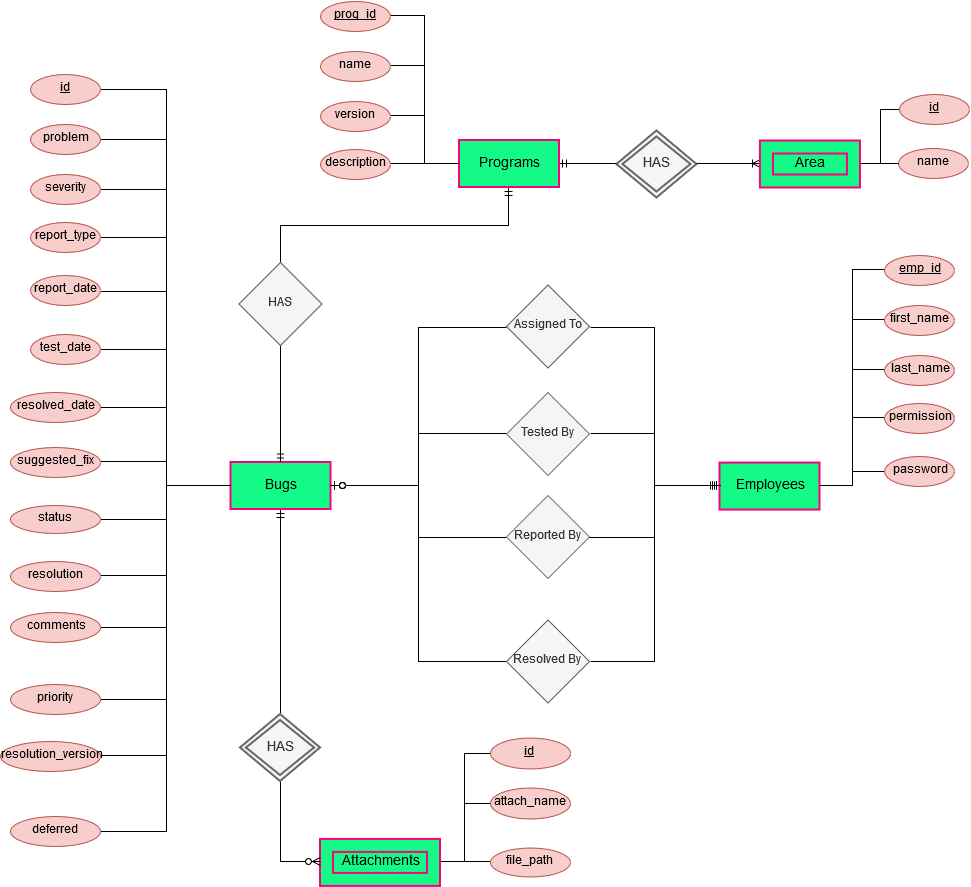 prog_id
name
version
description
Programs
HAS
Area
id
name
id
problem
severity
report_type
report_date
test_date
resolved_date
suggested_fix
status
resolution
comments
priority
resolution_version
deferred
HAS
Bugs
Assigned To
Tested By
Reported By
Resolved By
Employees
emp_id
first_name
last_name
permission
password
HAS
Attachments
id
attach_name
file_path